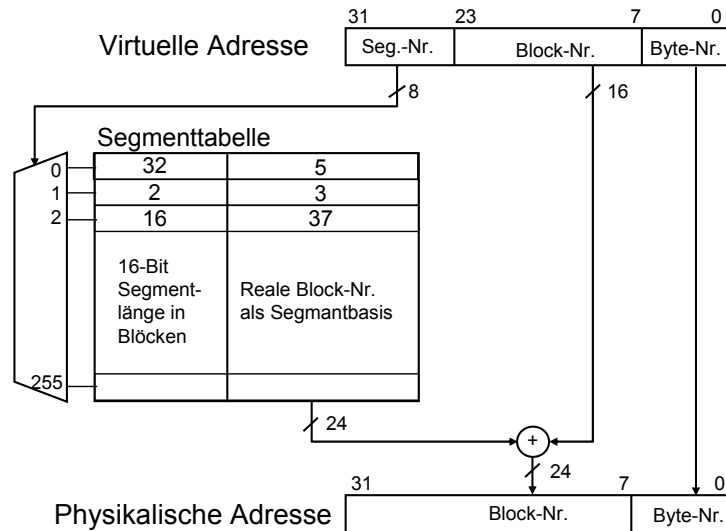 31 23 7 0
Virtuelle Adresse Seg.-Nr. Block-Nr. Byte-Nr.
8 16
Segmenttabelle
0 32 5
1 2 3
2 16 37
16-Bit
Segment-
länge in
Blöcken
Reale Block-Nr.
als Segmantbasis
255
24
+
24
31 7 0
Physikalische Adresse Block-Nr. Byte-Nr.